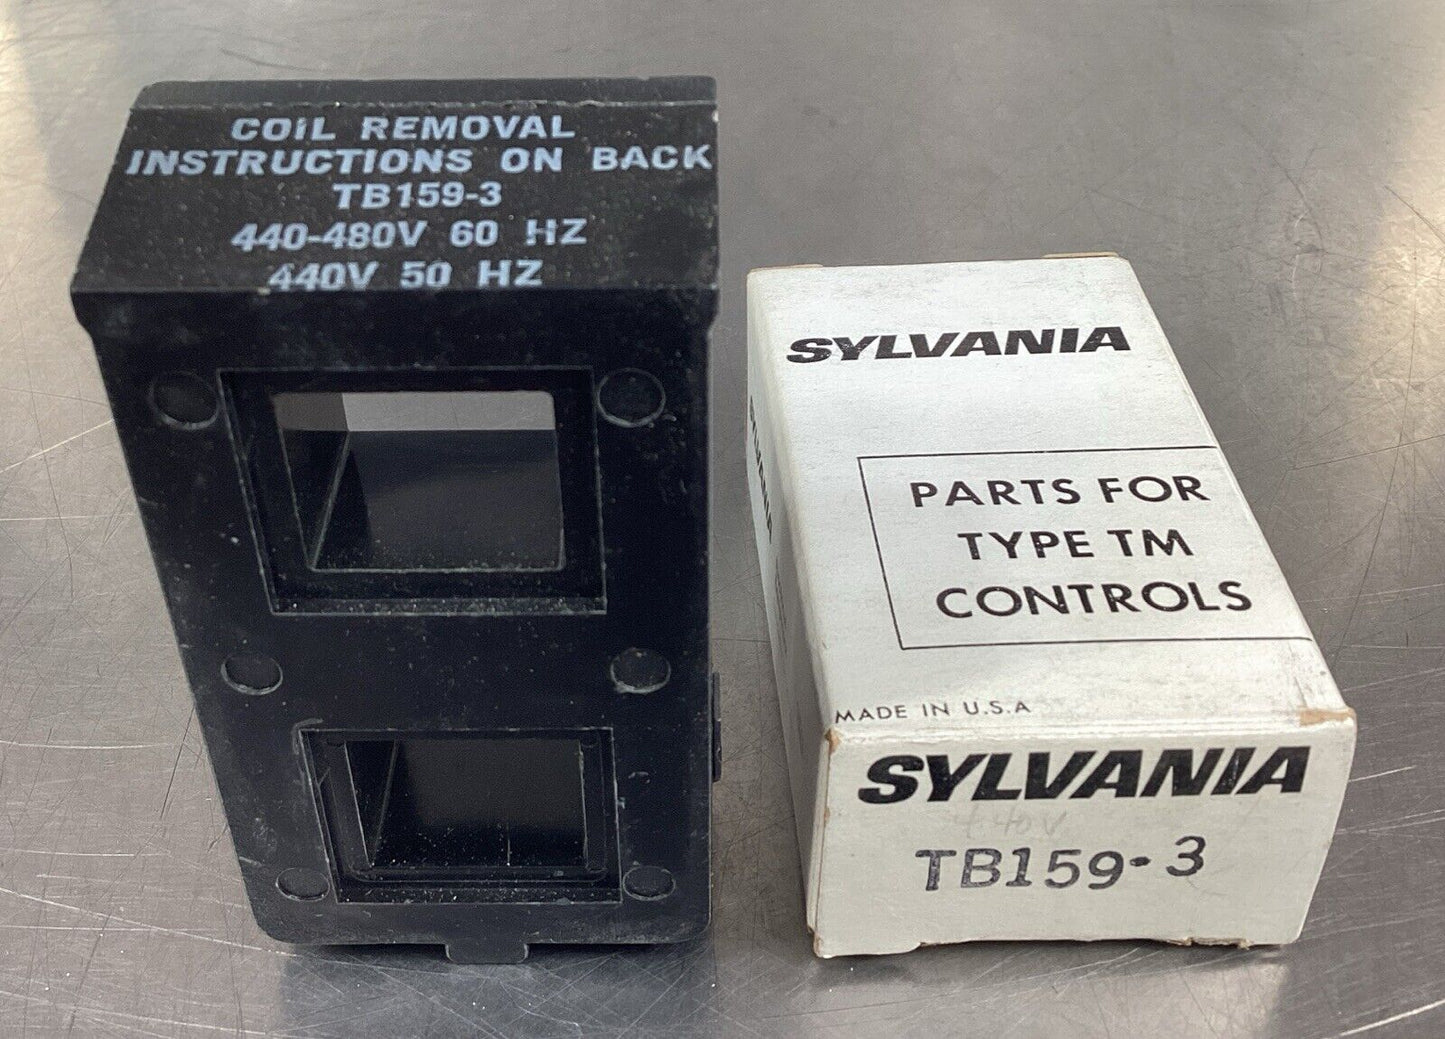 COIL REMOVAL
INSTRUCTIONS ON BACK
TB159-3
440-480V 60 HZ
440V 50 HZ
SYLVANIA
PARTS FOR
TYPE TM
CONTROLS
MADE IN U.S.A
SYLVANIA
440V
TB159-3
SYLVANIA